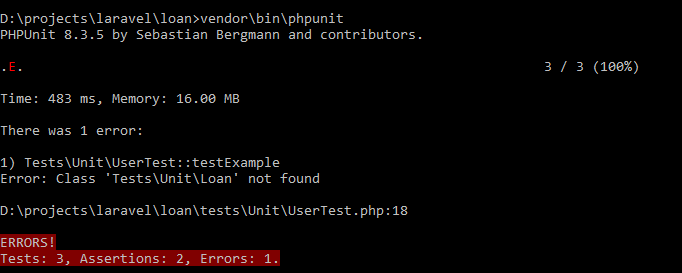 D:\projects\laravel\loan>vendor\bin\phpunit
PHPUnit 8.3.5 by Sebastian Bergmann and contributors.
.E. 3 / 3 (100%)
Time: 483 ms, Memory: 16.00 MB
There was 1 error:
1) Tests\Unit\UserTest::testExample
Error: Class 'Tests\Unit\Loan' not found
D:\projects\laravel\loan\tests\Unit\UserTest.php:18
ERRORS!
Tests: 3, Assertions: 2, Errors: 1.